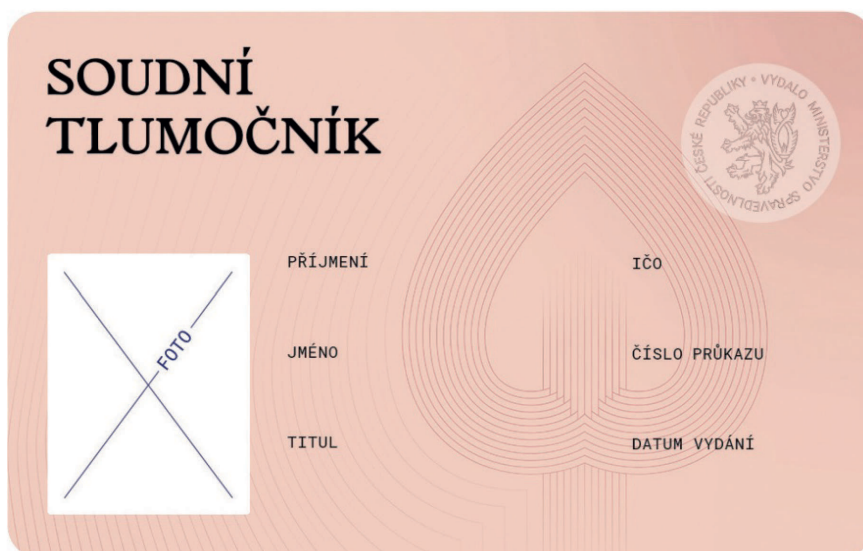 SOUDNÍ
TLUMOČNÍK
VYDALO MINISTERSTVO SPRAVEDLNOSTI ČESKÉ REPUBLIKY •
PŘÍJMENÍ
IČO
FOTO
JMÉNO
ČÍSLO PRŮKAZU
TITUL
DATUM VYDÁNÍ